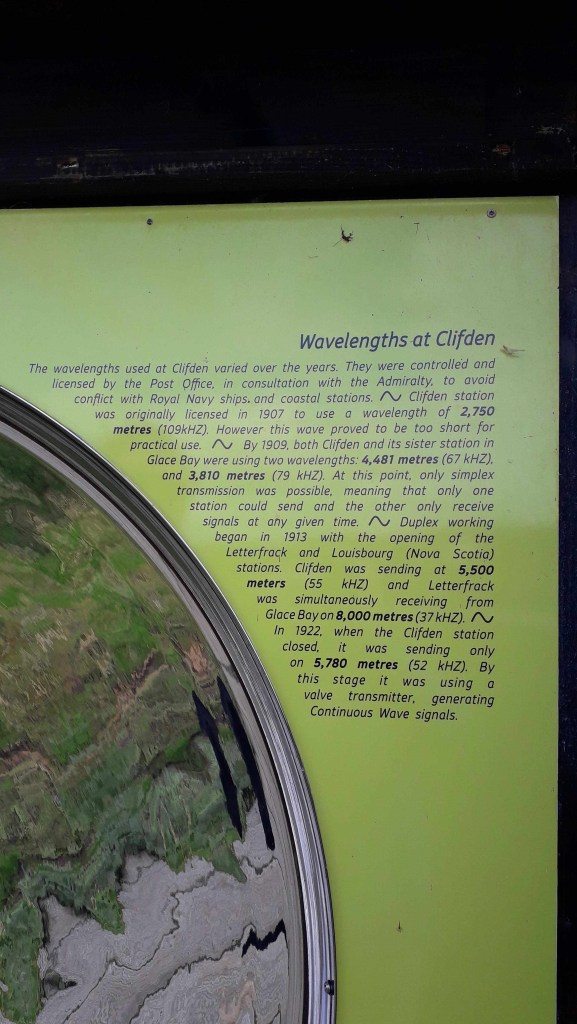 Wavelengths at Clifden
The wavelengths used at Clifden varied over the years. They were controlled and
licensed by the Post Office, in consultation with the Admiralty, to avoid
conflict with Royal Navy ships. and coastal stations. ∿ Clifden station
was originally licensed in 1907 to use a wavelength of 2,750
metres (109kHZ). However this wave proved to be too short for
practical use. ∿ By 1909, both Clifden and its sister station in
Glace Bay were using two wavelengths: 4,481 metres (67 kHZ),
and 3,810 metres (79 kHZ). At this point, only simplex
transmission was possible, meaning that only one
station could send and the other only receive
signals at any given time. ∿ Duplex working
began in 1913 with the opening of the
Letterfrack and Louisbourg (Nova Scotia)
stations. Clifden was sending at 5,500
meters (55 kHZ) and Letterfrack
was simultaneously receiving from
Glace Bay on 8,000 metres (37 kHZ). ∿
In 1922, when the Clifden station
closed, it was sending only
on 5,780 metres (52 kHZ). By
this stage it was using a
valve transmitter, generating
Continuous Wave signals.